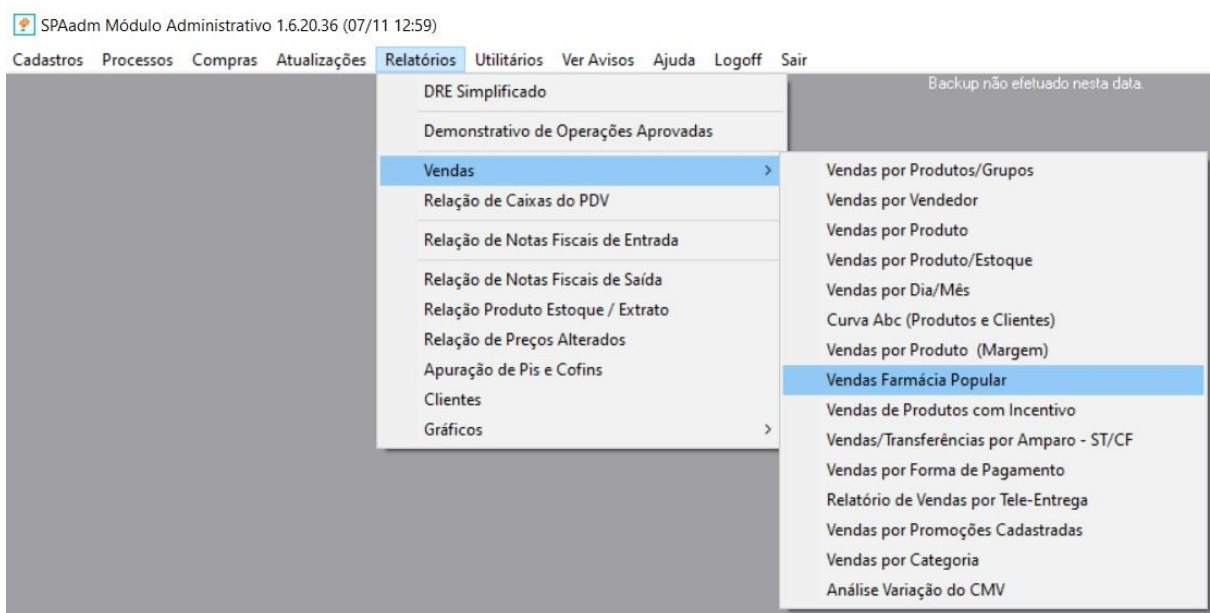 SPAadm Módulo Administrativo 1.6.20.36 (07/11 12:59)
Cadastros Processos Compras Atualizações Relatórios Utilitários Ver Avisos Ajuda Logoff Sair
Backup não efetuado nesta data.
DRE Simplificado
Demonstrativo de Operações Aprovadas
Vendas >
Relação de Caixas do PDV
Relação de Notas Fiscais de Entrada
Relação de Notas Fiscais de Saída
Relação Produto Estoque / Extrato
Relação de Preços Alterados
Apuração de Pis e Cofins
Clientes
Gráficos >
Vendas por Produtos/Grupos
Vendas por Vendedor
Vendas por Produto
Vendas por Produto/Estoque
Vendas por Dia/Mês
Curva Abc (Produtos e Clientes)
Vendas por Produto (Margem)
Vendas Farmácia Popular
Vendas de Produtos com Incentivo
Vendas/Transferências por Amparo - ST/CF
Vendas por Forma de Pagamento
Relatório de Vendas por Tele-Entrega
Vendas por Promoções Cadastradas
Vendas por Categoria
Análise Variação do CMV